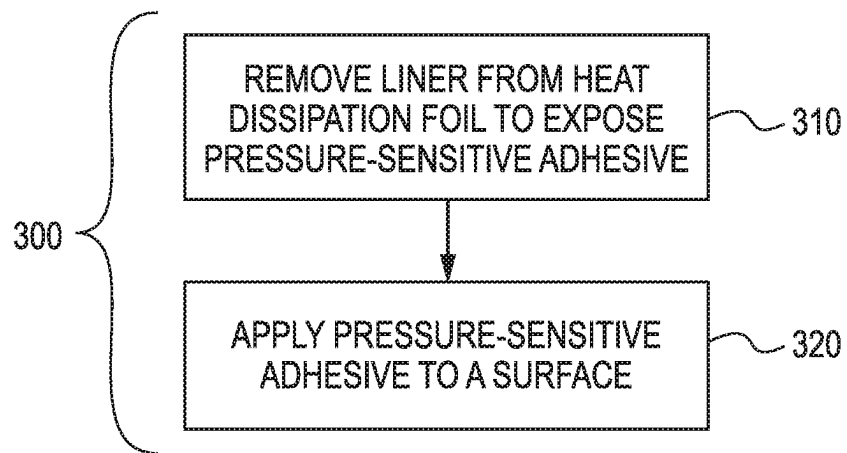 REMOVE LINER FROM HEAT
DISSIPATION FOIL TO EXPOSE
PRESSURE-SENSITIVE ADHESIVE
310
300
APPLY PRESSURE-SENSITIVE
ADHESIVE TO A SURFACE
320